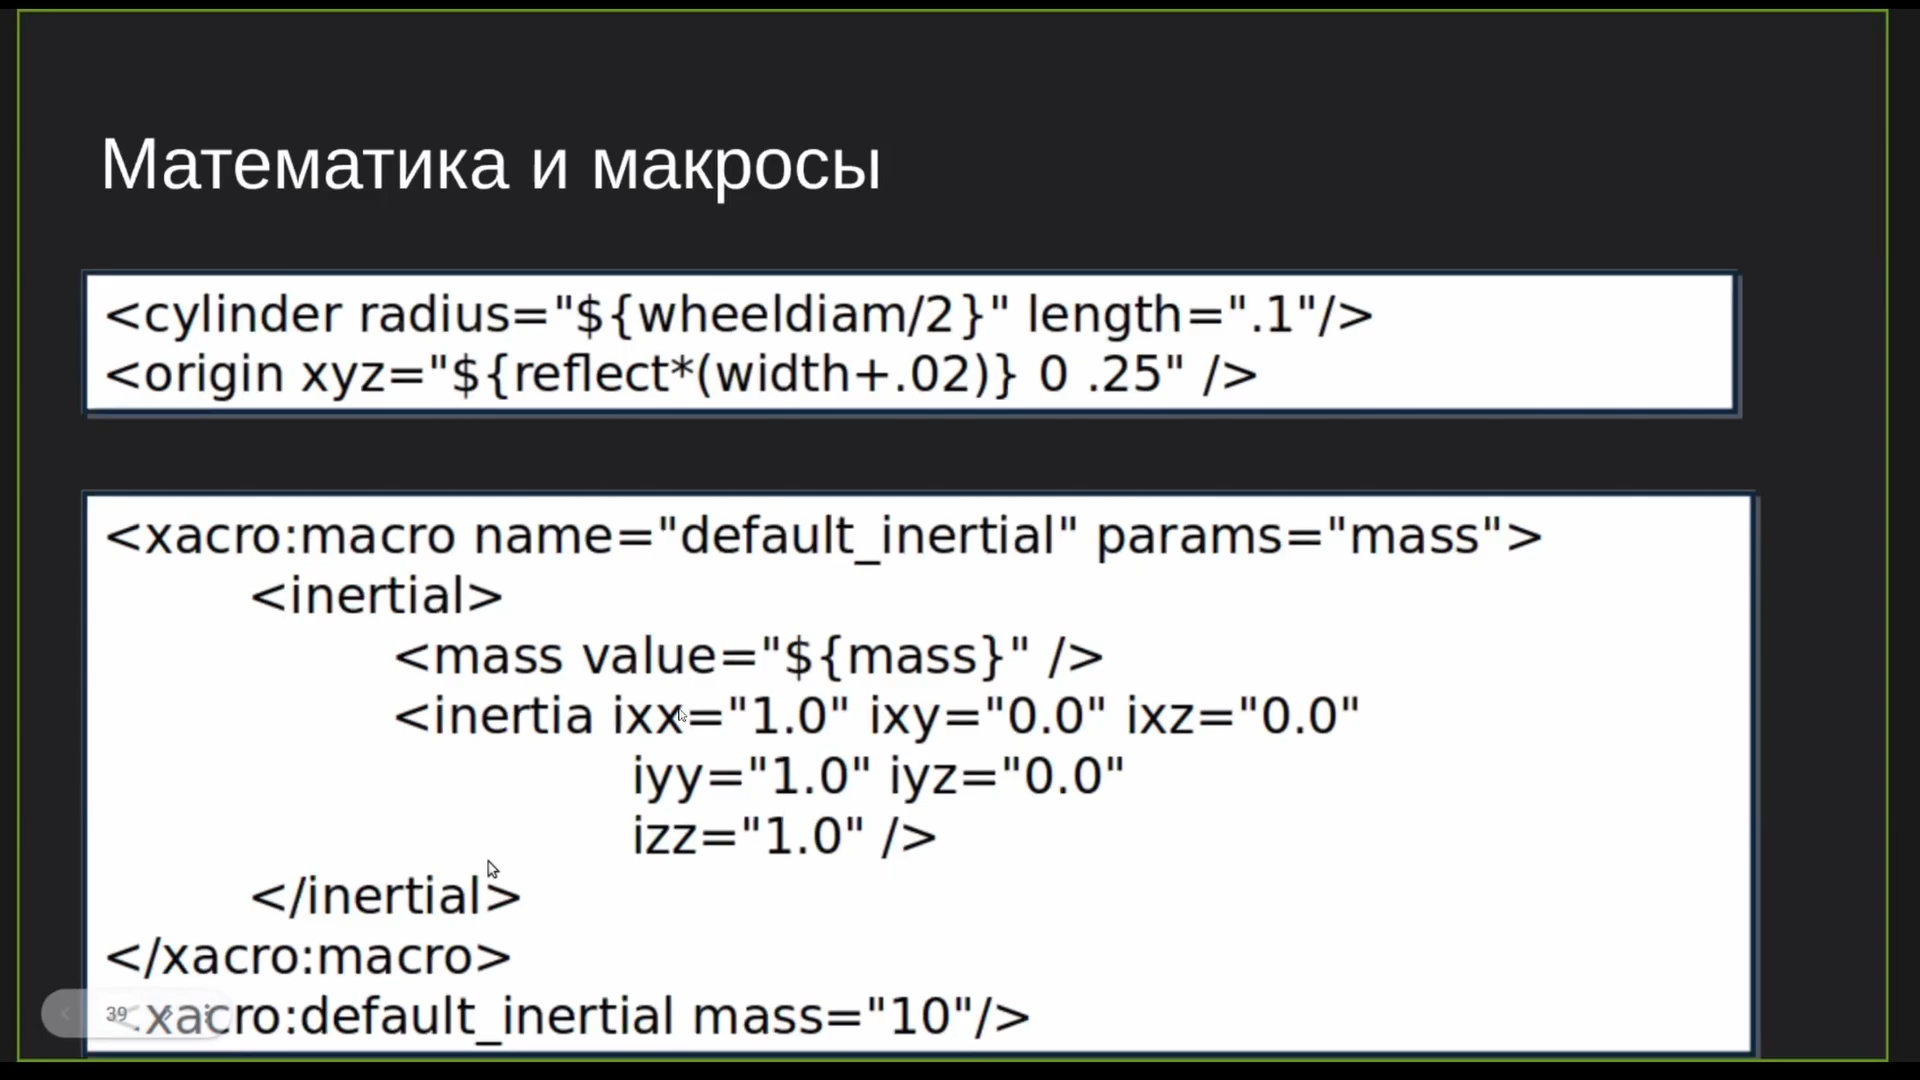 Математика и макросы
<cylinder radius="${wheeldiam/2}" length=".1"/>
<origin xyz="${reflect*(width+.02)} 0 .25" />
<xacro:macro name="default_inertial" params="mass">
<inertial>
<mass value="${mass}" />
<inertia ixx="1.0" ixy="0.0" ixz="0.0"
iyy="1.0" iyz="0.0"
izz="1.0" />
</inertial>
</xacro:macro>
<xacro:default_inertial mass="10"/>
39